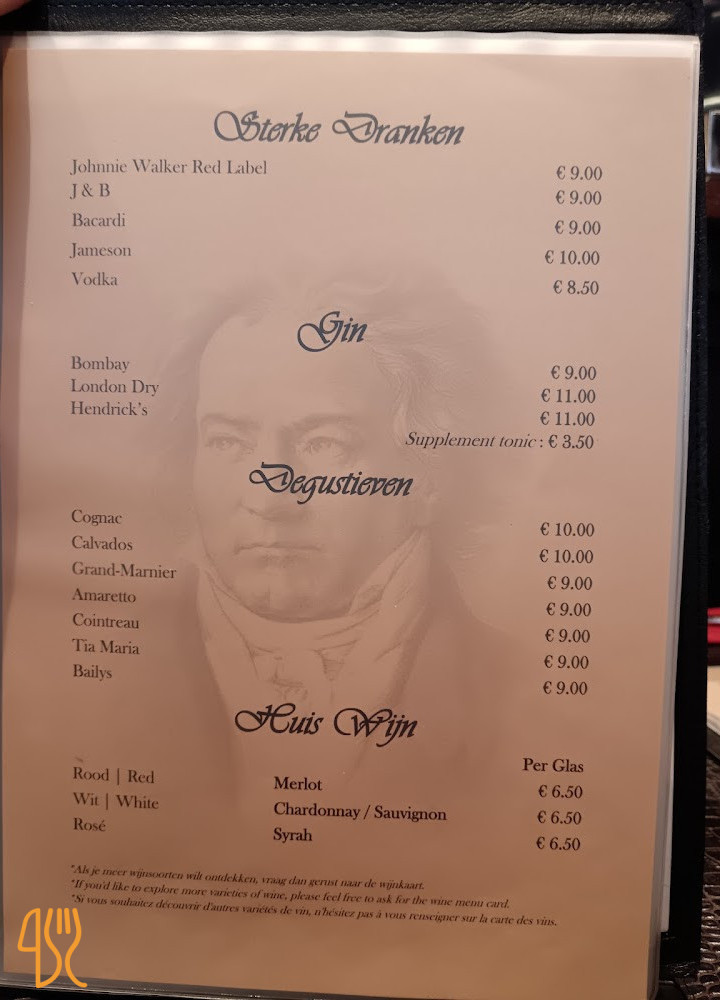 Sterke Dranken
Johnnie Walker Red Label € 9.00
J & B € 9.00
Bacardi € 9.00
Jameson € 10.00
Vodka € 8.50
Gin
Bombay € 9.00
London Dry € 11.00
Hendrick's € 11.00
Supplement tonic : € 3.50
Degustieven
Cognac € 10.00
Calvados € 10.00
Grand-Marnier € 9.00
Amaretto € 9.00
Cointreau € 9.00
Tia Maria € 9.00
Bailys € 9.00
Huis Wijn
Per Glas
Rood | Red Merlot € 6.50
Wit | White Chardonnay / Sauvignon € 6.50
Rosé Syrah € 6.50
*Als je meer wijnsoorten wilt ontdekken, vraag dan gerust naar de wijnkaart.
*If you'd like to explore more varieties of wine, please feel free to ask for the wine menu card.
*Si vous souhaitez découvrir d'autres variétés de vin, n'hésitez pas à vous renseigner sur la carte des vins.